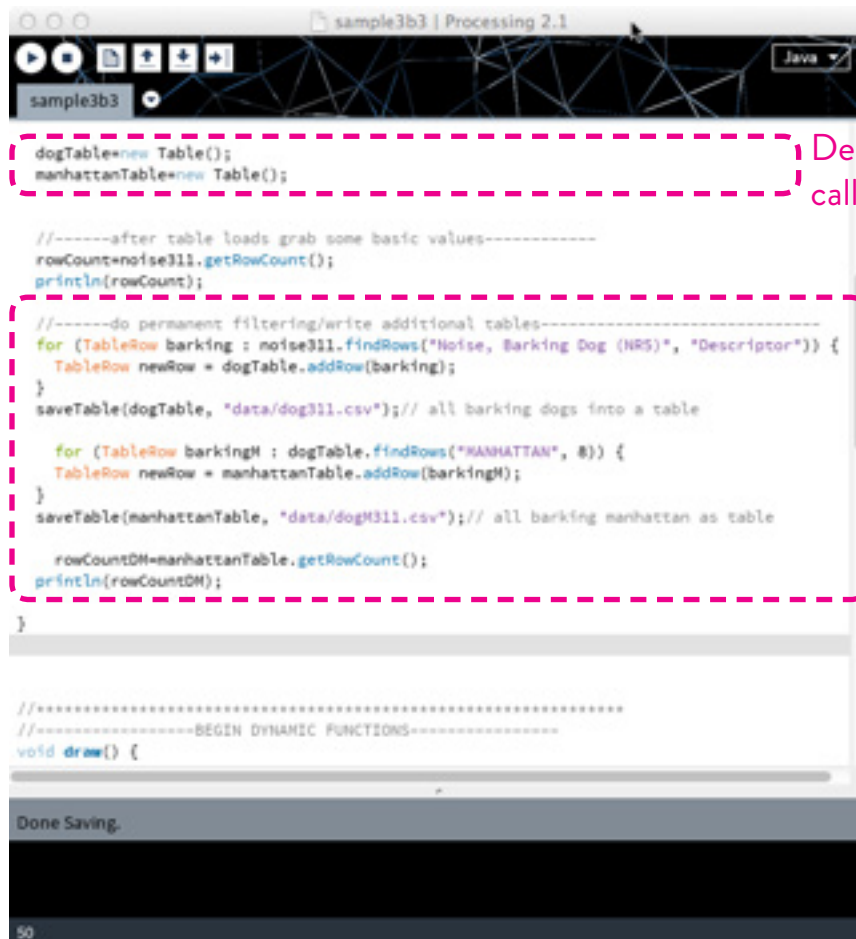 sample3b3 | Processing 2.1
Java
sample3b3
dogTable=new Table();
manhattanTable=new Table();
De
call
//------after table loads grab some basic values------------
rowCount=noise311.getRowCount();
println(rowCount);
//------do permanent filtering/write additional tables------------------------------
for (TableRow barking : noise311.findRows("Noise, Barking Dog (NR5)", "Descriptor")) {
TableRow newRow = dogTable.addRow(barking);
}
saveTable(dogTable, "data/dog311.csv");// all barking dogs into a table
for (TableRow barkingM : dogTable.findRows("MANHATTAN", 8)) {
TableRow newRow = manhattanTable.addRow(barkingM);
}
saveTable(manhattanTable, "data/dogM311.csv");// all barking manhattan as table
rowCountDM=manhattanTable.getRowCount();
println(rowCountDM);
}
//***************************************************************
//-----------------BEGIN DYNAMIC FUNCTIONS----------------
void draw() {
Done Saving.
50